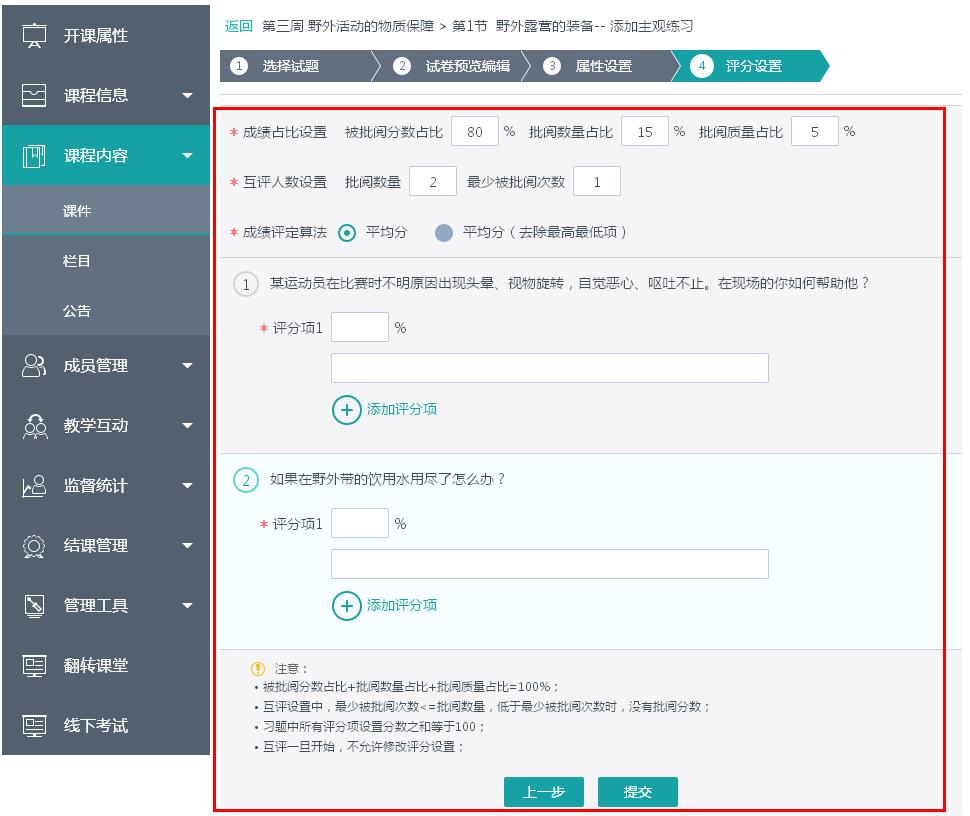 开课属性
课程信息
课程内容
课件
栏目
公告
成员管理
教学互动
监督统计
结课管理
管理工具
翻转课堂
线下考试
返回 第三周 野外活动的物质保障 > 第1节 野外露营的装备-- 添加主观练习
1 选择试题 2 试卷预览编辑 3 属性设置 4 评分设置
* 成绩占比设置 被批阅分数占比 80 % 批阅数量占比 15 % 批阅质量占比 5 %
* 互评人数设置 批阅数量 2 最少被批阅次数 1
* 成绩评定算法 平均分 平均分（去除最高最低项）
1 某运动员在比赛时不明原因出现头晕、视物旋转，自觉恶心、呕吐不止。在现场的你如何帮助他？
* 评分项1 %
添加评分项
2 如果在野外带的饮用水用尽了怎么办？
* 评分项1 %
添加评分项
注意：
• 被批阅分数占比+批阅数量占比+批阅质量占比=100%；
• 互评设置中，最少被批阅次数<=批阅数量，低于最少被批阅次数时，没有批阅分数；
• 习题中所有评分项设置分数之和等于100；
• 互评一旦开始，不允许修改评分设置；
上一步 提交